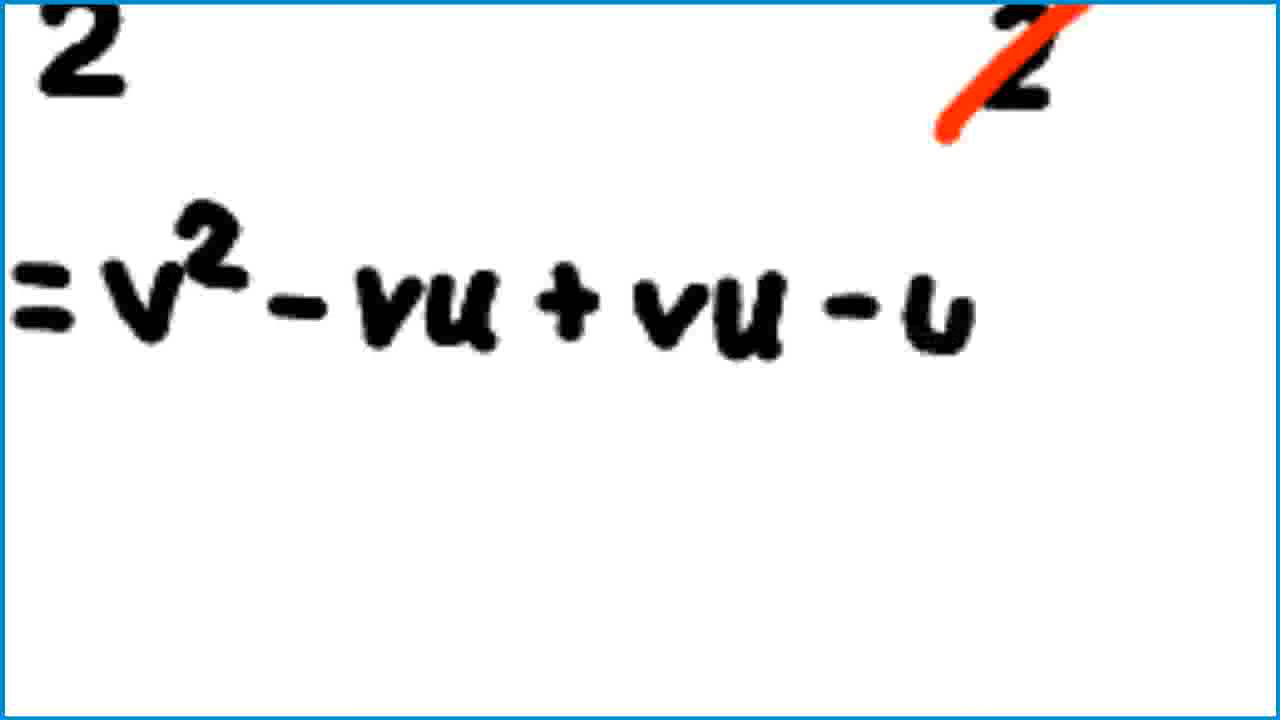 2 2
= v² - vu + vu - u